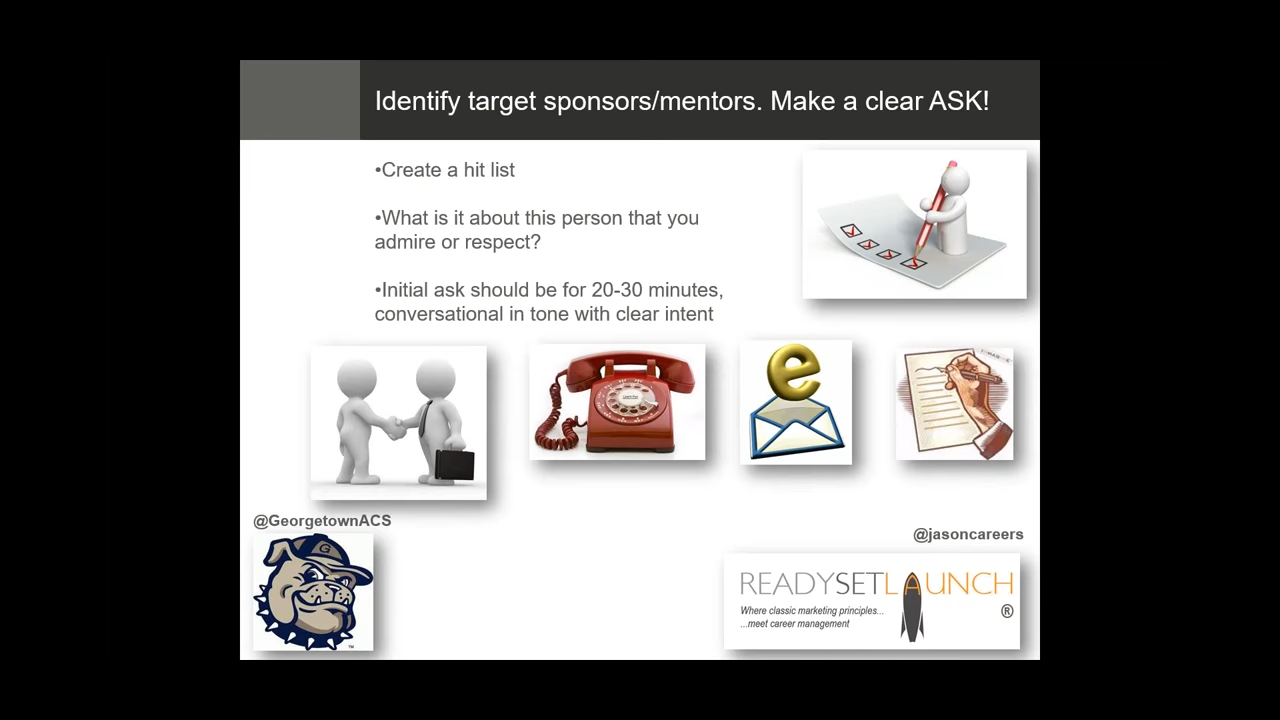 Identify target sponsors/mentors. Make a clear ASK!
•Create a hit list
•What is it about this person that you
admire or respect?
•Initial ask should be for 20-30 minutes,
conversational in tone with clear intent
@GeorgetownACS
G
™
@jasoncareers
READYSETLAUNCH
®
Where classic marketing principles...
...meet career management